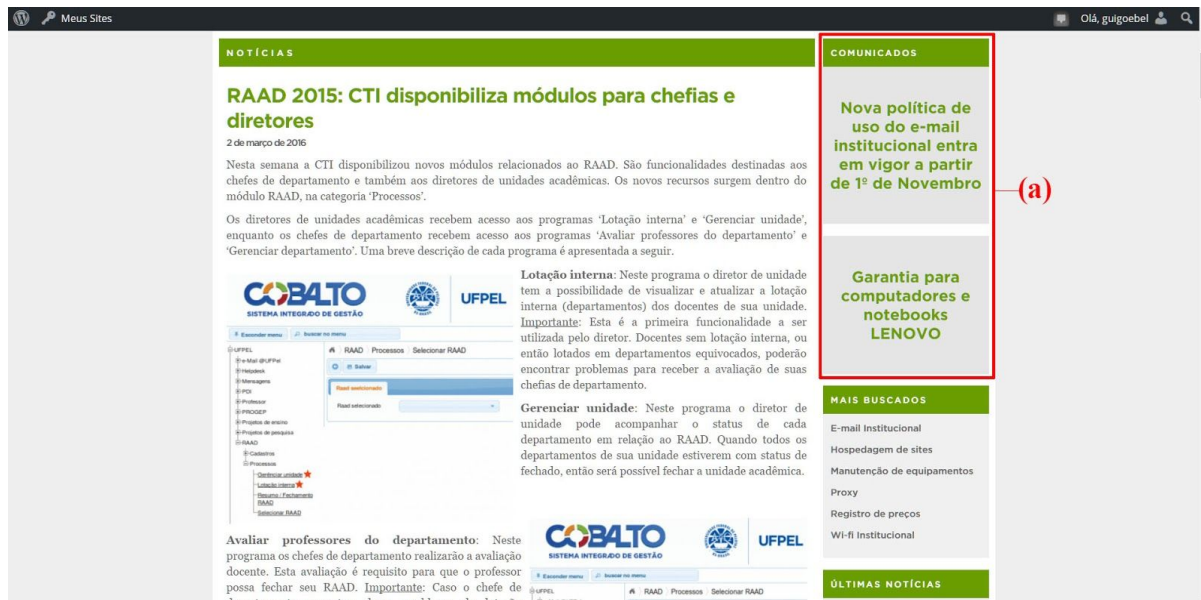 Meus Sites
Olá, guigoebel
NOTÍCIAS
RAAD 2015: CTI disponibiliza módulos para chefias e
diretores
2 de março de 2016
Nesta semana a CTI disponibilizou novos módulos relacionados ao RAAD. São funcionalidades destinadas aos
chefes de departamento e também aos diretores de unidades acadêmicas. Os novos recursos surgem dentro do
módulo RAAD, na categoria 'Processos'.
Os diretores de unidades acadêmicas recebem acesso aos programas 'Lotação interna' e 'Gerenciar unidade',
enquanto os chefes de departamento recebem acesso aos programas 'Avaliar professores do departamento' e
'Gerenciar departamento'. Uma breve descrição de cada programa é apresentada a seguir.
COBALTO
SISTEMA INTEGRADO DE GESTÃO
UFPEL
Esconder menu
buscar no menu
UFPEL
e-Mail @UFPel
Helpdesk
Mensagens
PDI
Professor
PROGEP
Projetos de ensino
Projetos de pesquisa
RAAD
Cadastros
Processos
Gerenciar unidade
Lotação interna
Resumo / Fechamento
RAAD
Selecionar RAAD
RAAD Processos Selecionar RAAD
Salvar
Raad selecionado
Raad selecionado
Lotação interna: Neste programa o diretor de unidade
tem a possibilidade de visualizar e atualizar a lotação
interna (departamentos) dos docentes de sua unidade.
Importante: Esta é a primeira funcionalidade a ser
utilizada pelo diretor. Docentes sem lotação interna, ou
então lotados em departamentos equivocados, poderão
encontrar problemas para receber a avaliação de suas
chefias de departamento.
Gerenciar unidade: Neste programa o diretor de
unidade pode acompanhar o status de cada
departamento em relação ao RAAD. Quando todos os
departamentos de sua unidade estiverem com status de
fechado, então será possível fechar a unidade acadêmica.
Avaliar professores do departamento: Neste
programa os chefes de departamento realizarão a avaliação
docente. Esta avaliação é requisito para que o professor
possa fechar seu RAAD. Importante: Caso o chefe de
COBALTO
SISTEMA INTEGRADO DE GESTÃO
UFPEL
Esconder menu
buscar no menu
UFPEL
RAAD Processos Selecionar RAAD
COMUNICADOS
Nova política de
uso do e-mail
institucional entra
em vigor a partir
de 1º de Novembro
(a)
Garantia para
computadores e
notebooks
LENOVO
MAIS BUSCADOS
E-mail Institucional
Hospedagem de sites
Manutenção de equipamentos
Proxy
Registro de preços
Wi-fi Institucional
ÚLTIMAS NOTÍCIAS